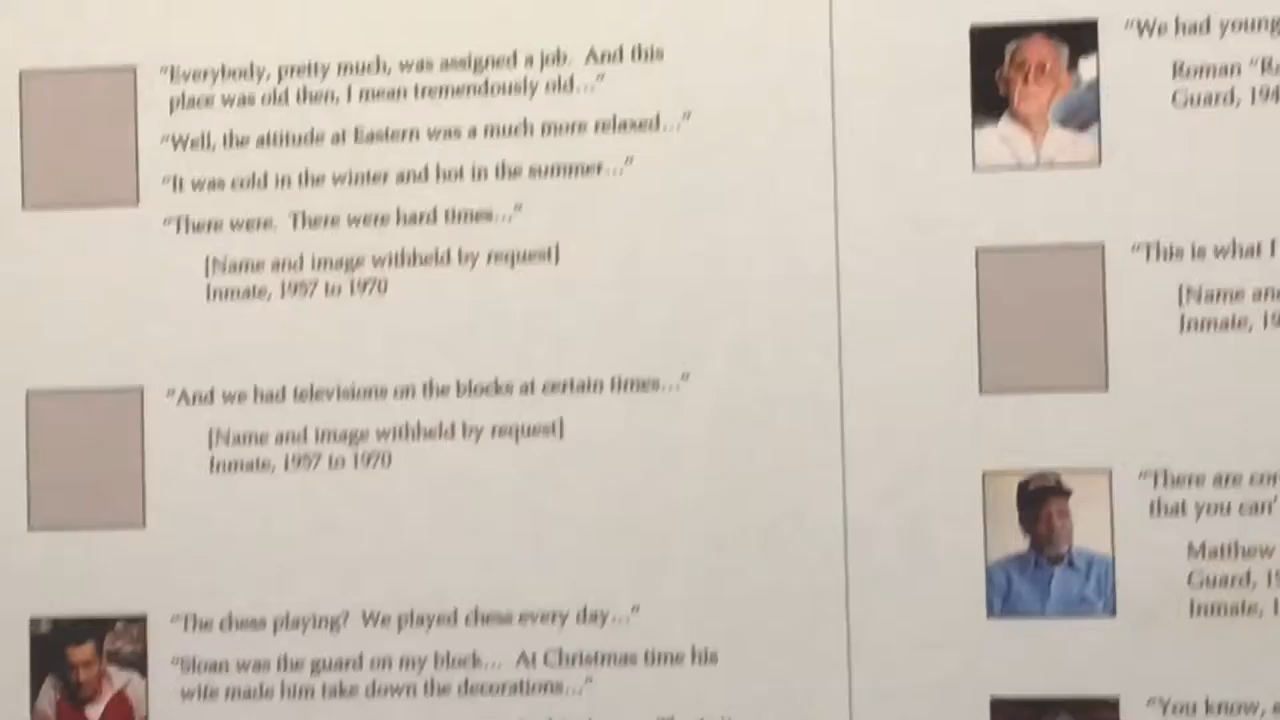 "Everybody, pretty much, was assigned a job. And this
place was old then, I mean tremendously old..."
"Well, the attitude at Eastern was a much more relaxed..."
"It was cold in the winter and hot in the summer..."
"There were. There were hard times..."
[Name and image withheld by request]
Inmate, 1957 to 1970
"And we had televisions on the blocks at certain times..."
[Name and image withheld by request]
Inmate, 1957 to 1970
"The chess playing? We played chess every day..."
"Sloan was the guard on my block... At Christmas time his
wife made him take down the decorations..."
"We had young
Roman
Guard, 194
"This is what I
[Name and
Inmate, 19
"There are
that you can'
Matthew
Guard, 19
Inmate, 1
"You know,